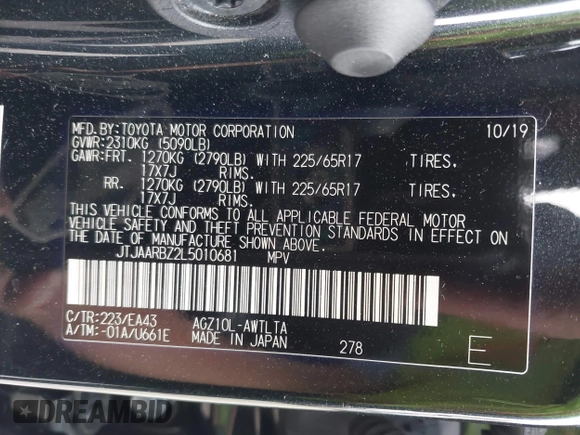 MFD.BY:TOYOTA MOTOR CORPORATION 10/19
GVWR:2310KG (5090LB)
GAWR:FRT. 1270KG (2790LB) WITH 225/65R17 TIRES,
17X7J RIMS.
RR. 1270KG (2790LB) WITH 225/65R17 TIRES,
17X7J RIMS.
THIS VEHICLE CONFORMS TO ALL APPLICABLE FEDERAL MOTOR
VEHICLE SAFETY AND THEFT PREVENTION STANDARDS IN EFFECT ON
THE DATE OF MANUFACTURE SHOWN ABOVE.
JTJAARBZ2L5010681 MPV
C/TR:223/EA43 AGZ10L-AWTLTA
A/TM:-01A/U661E MADE IN JAPAN 278 E
DREAMBID